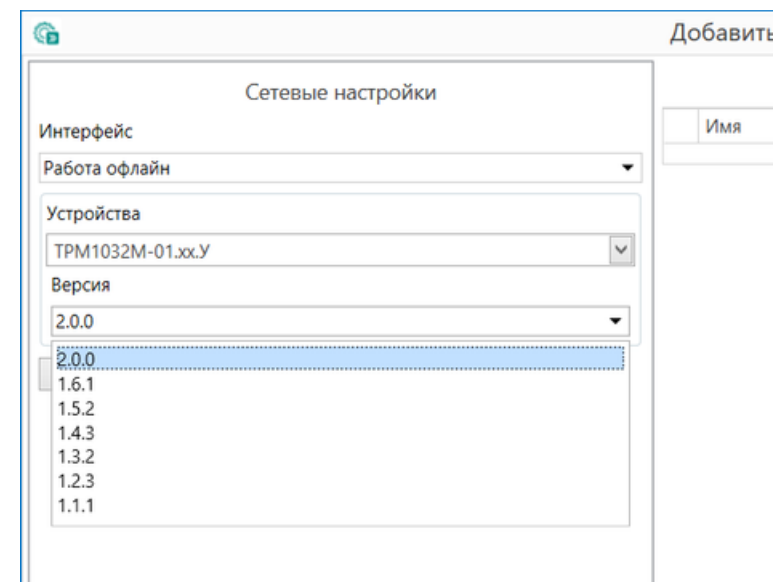 Добавить
Сетевые настройки
Интерфейс
Имя
Работа офлайн
Устройства
ТРМ1032М-01.хх.У
Версия
2.0.0
2.0.0
1.6.1
1.5.2
1.4.3
1.3.2
1.2.3
1.1.1